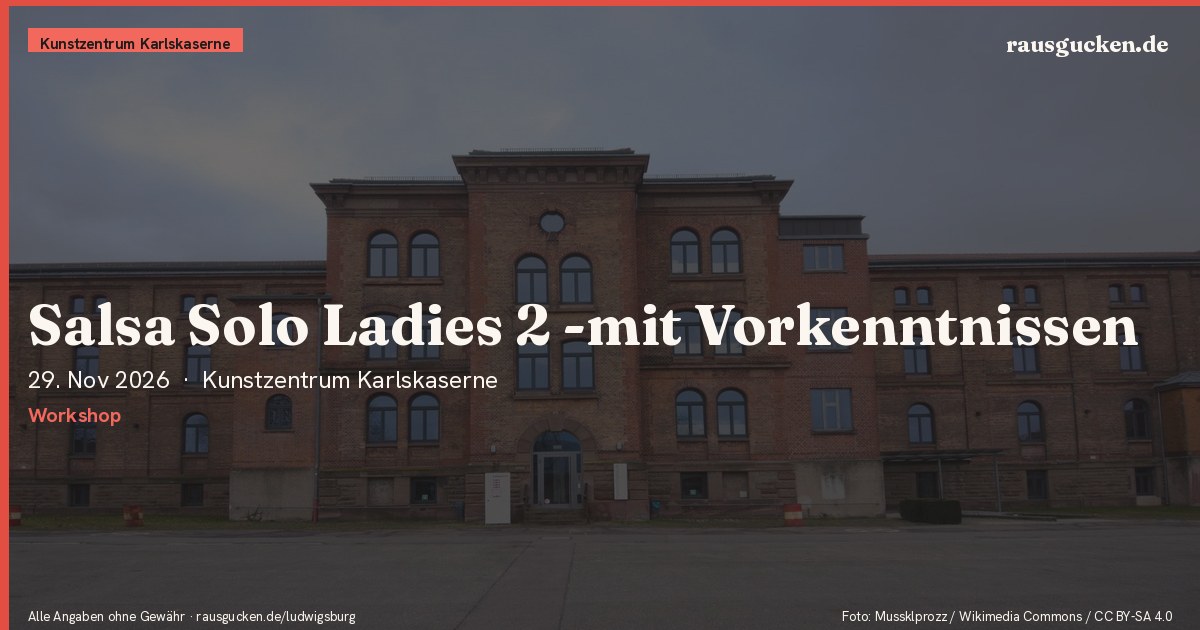 Kunstzentrum Karlskaserne
rausgucken.de
Salsa Solo Ladies 2 -mit Vorkenntnissen
29. Nov 2026 · Kunstzentrum Karlskaserne
Workshop
Alle Angaben ohne Gewähr · rausgucken.de/ludwigsburg
Foto: Mussklprozz / Wikimedia Commons / CC BY-SA 4.0